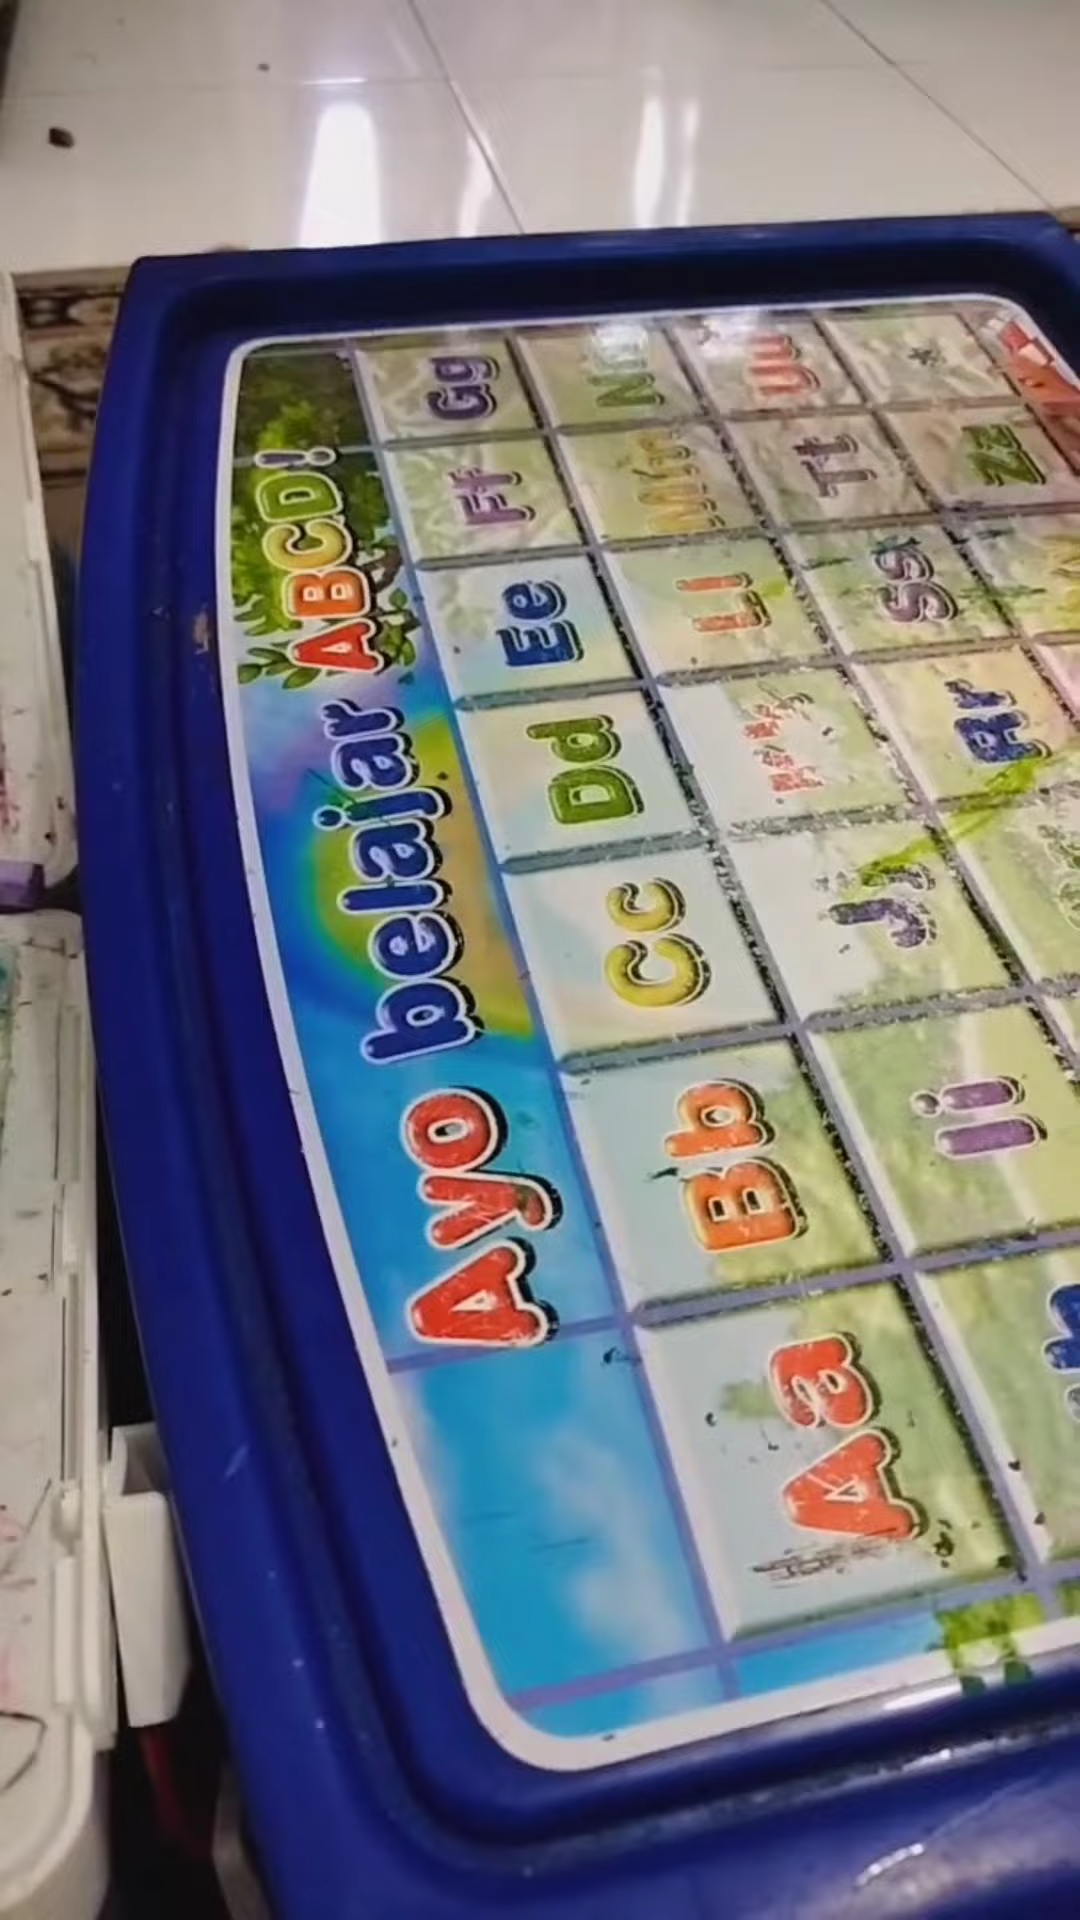 Ayo belajar ABCD!
Aa Bb Cc Dd Ee Ff Gg
Ii Jj Ll Mm Nn
Rr Ss Tt Uu
Zz